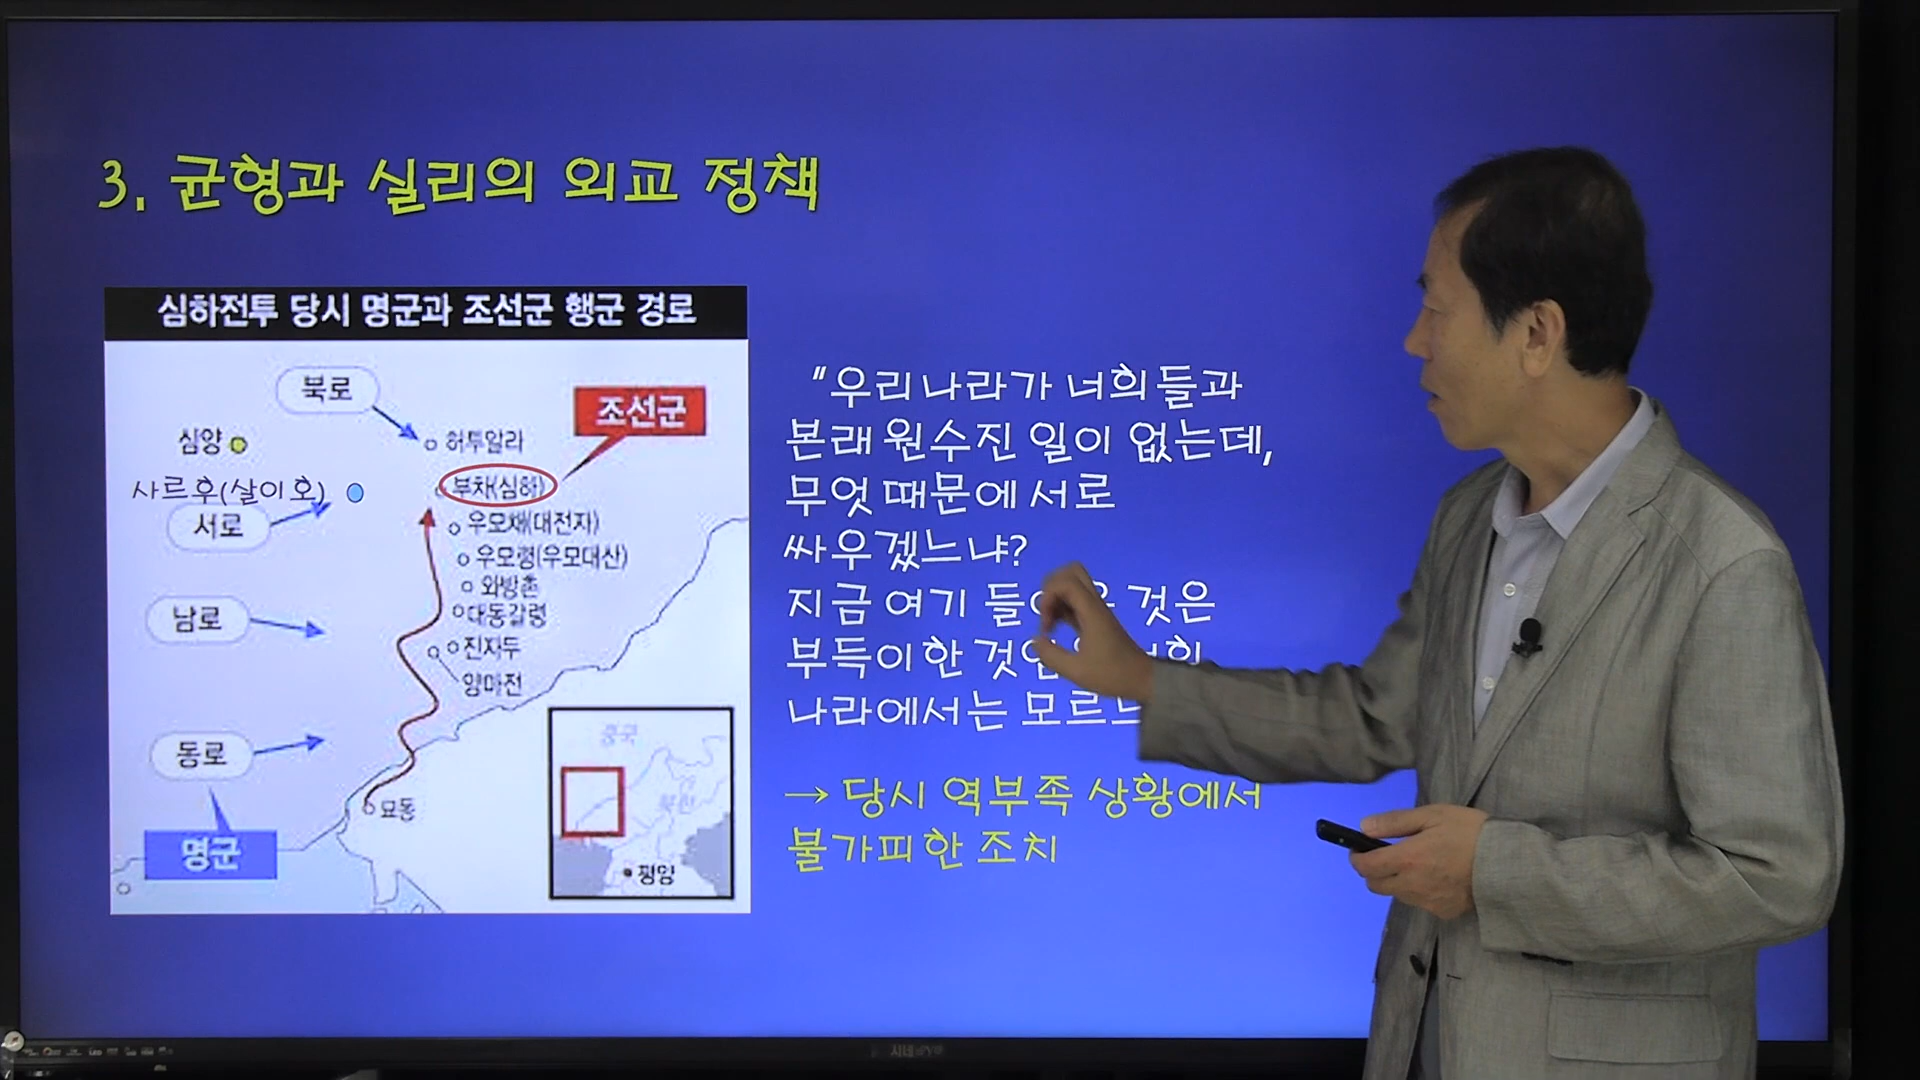 3. 균형과 실리의 외교 정책
심하전투 당시 명군과 조선군 행군 경로
북로
조선군
심양
허투알라
사르후(살이호)
부차(심하)
서로
우모채(대전자)
우모령(우모대산)
와방촌
남로
대동갈령
진자두
양마전
동로
중국
북한
묘동
명군
평양
"우리나라가 너희들과
본래 원수진 일이 없는데,
무엇 때문에 서로
싸우겠느냐?
지금 여기 것은
부득이한
나라에서는
→ 당시 역부족 상황에서
불가피한 조치